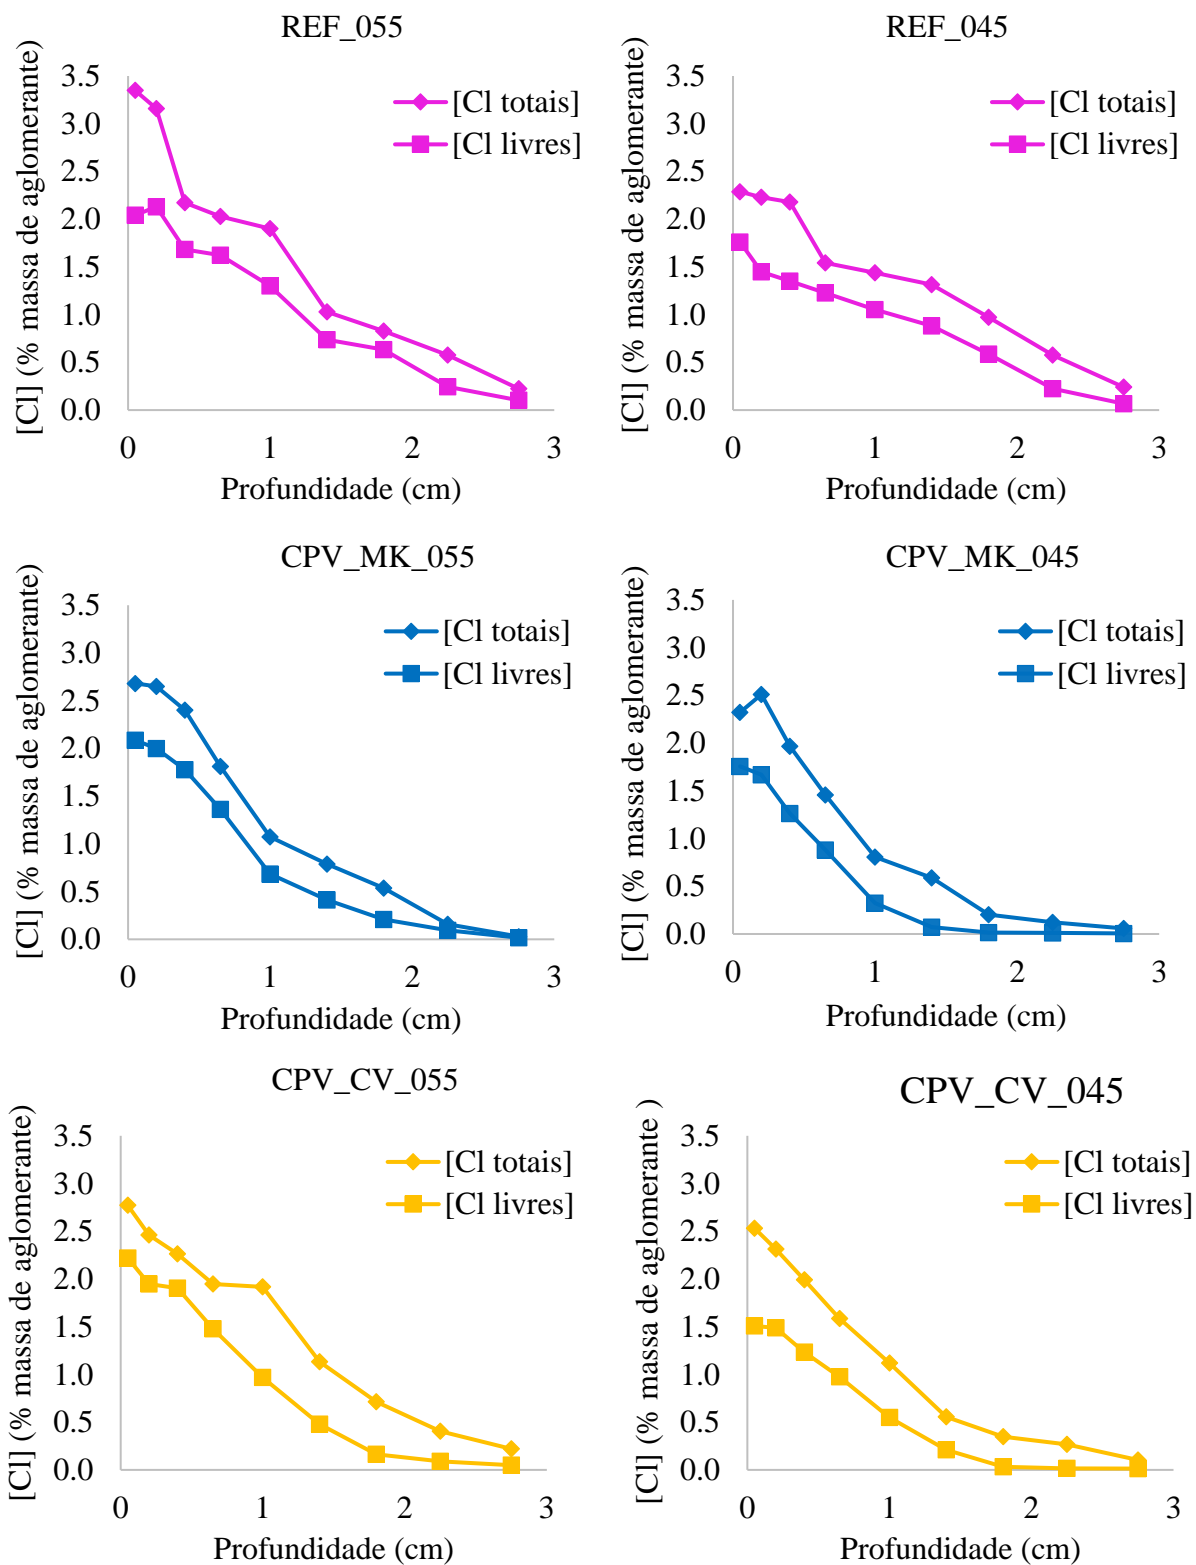 REF_055
[Cl] (% massa de aglomerante)
3.5
3.0
2.5
2.0
1.5
1.0
0.5
0.0
[Cl totais]
[Cl livres]
0 1 2 3
Profundidade (cm)
REF_045
[Cl] (% massa de aglomerante)
3.5
3.0
2.5
2.0
1.5
1.0
0.5
0.0
[Cl totais]
[Cl livres]
0 1 2 3
Profundidade (cm)
CPV_MK_055
[Cl] (% massa de aglomerante)
3.5
3.0
2.5
2.0
1.5
1.0
0.5
0.0
[Cl totais]
[Cl livres]
0 1 2 3
Profundidade (cm)
CPV_MK_045
[Cl] (% massa de aglomerante )
3.5
3.0
2.5
2.0
1.5
1.0
0.5
0.0
[Cl totais]
[Cl livres]
0 1 2 3
Profundidade (cm)
CPV_CV_055
[Cl] (% massa de aglomerante)
3.5
3.0
2.5
2.0
1.5
1.0
0.5
0.0
[Cl totais]
[Cl livres]
0 1 2 3
Profundidade (cm)
CPV_CV_045
[Cl] (% massa de aglomerante )
3.5
3.0
2.5
2.0
1.5
1.0
0.5
0.0
[Cl totais]
[Cl livres]
0 1 2 3
Profundidade (cm)